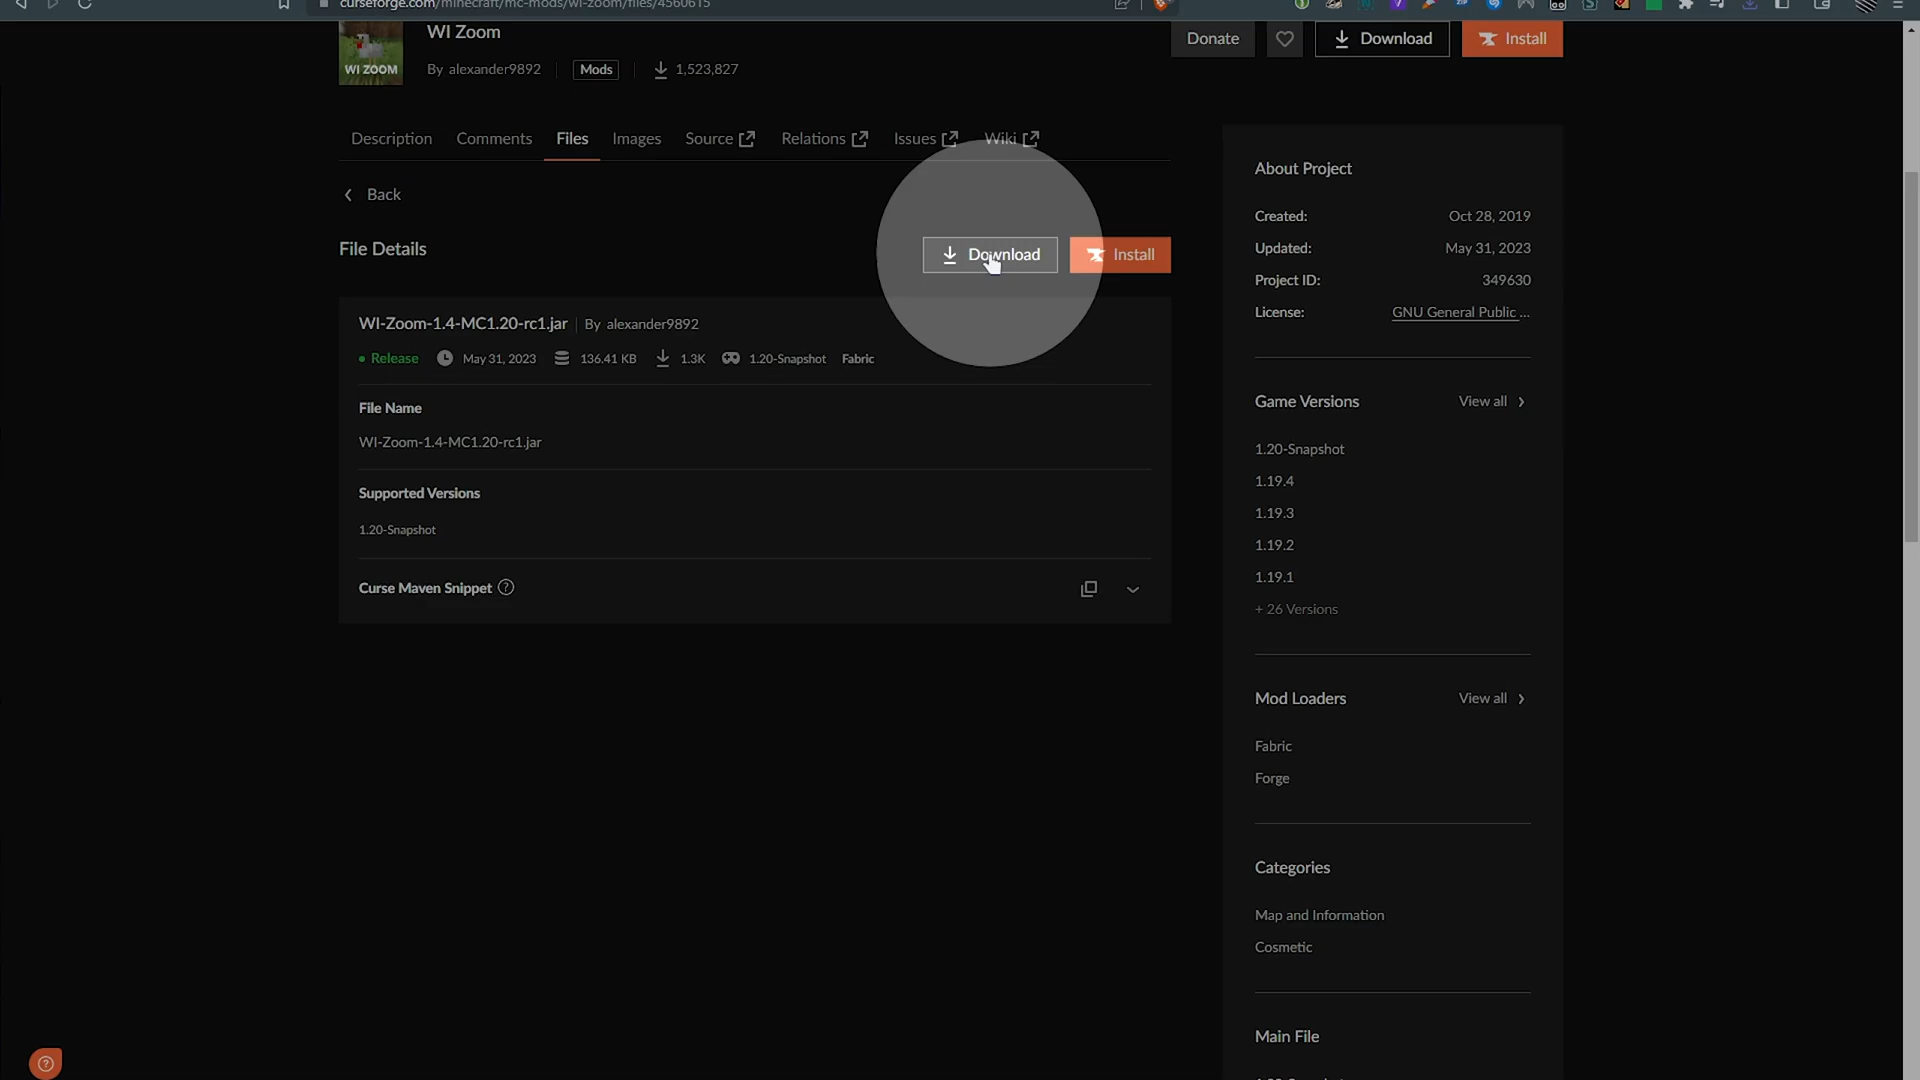 curseforge.com/minecraft/mc-mods/wi-zoom/files/4560615
WI ZOOM
WI Zoom
By alexander9892
Mods
1,523,827
Donate
Download
Install
Description
Comments
Files
Images
Source
Relations
Issues
Wiki
Back
File Details
Download
Install
WI-Zoom-1.4-MC1.20-rc1.jar
By alexander9892
Release
May 31, 2023
136.41 KB
1.3K
1.20-Snapshot
Fabric
File Name
WI-Zoom-1.4-MC1.20-rc1.jar
Supported Versions
1.20-Snapshot
Curse Maven Snippet
About Project
Created: Oct 28, 2019
Updated: May 31, 2023
Project ID: 349630
License: GNU General Public ...
Game Versions
View all
1.20-Snapshot
1.19.4
1.19.3
1.19.2
1.19.1
+ 26 Versions
Mod Loaders
View all
Fabric
Forge
Categories
Map and Information
Cosmetic
Main File